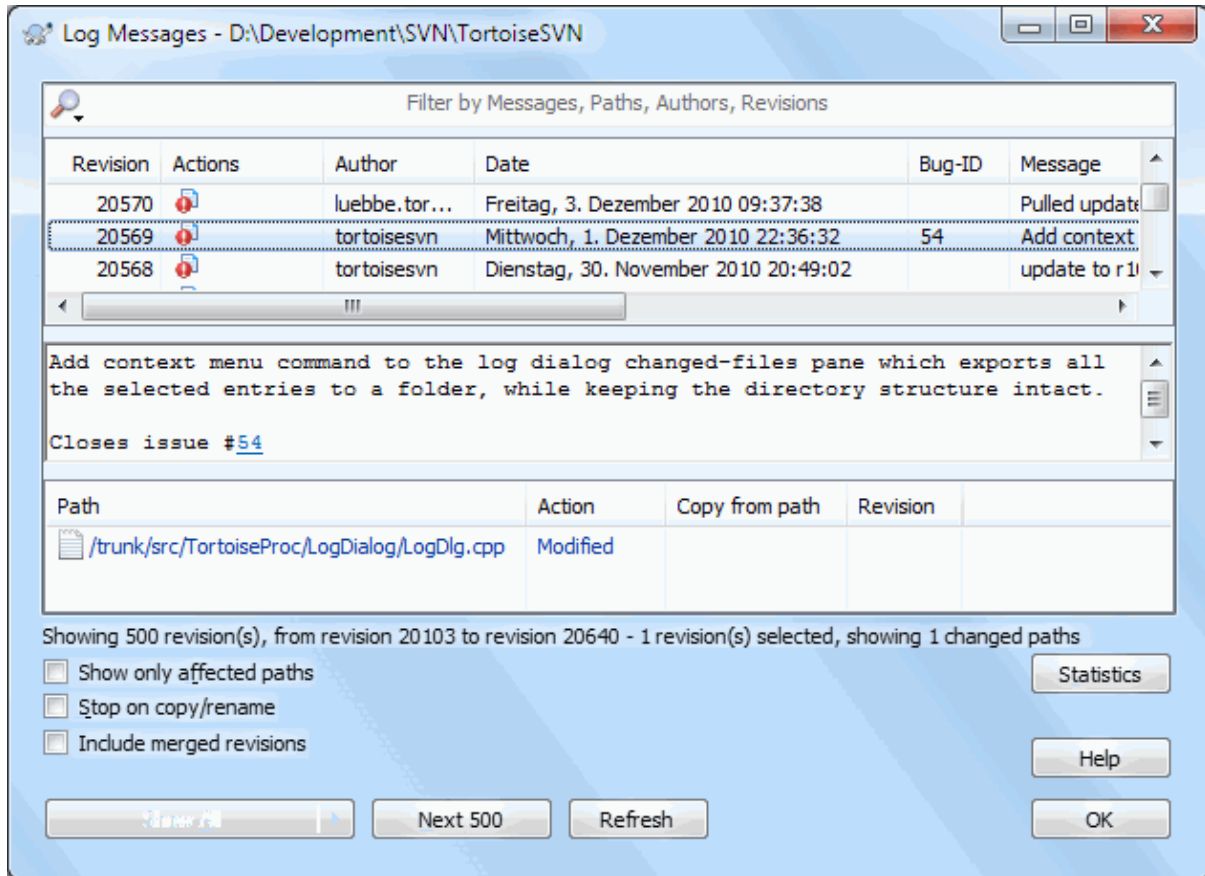 Log Messages - D:\Development\SVN\TortoiseSVN
Filter by Messages, Paths, Authors, Revisions
Revision Actions Author Date Bug-ID Message
20570 luebbe.tor... Freitag, 3. Dezember 2010 09:37:38 Pulled update
20569 tortoisesvn Mittwoch, 1. Dezember 2010 22:36:32 54 Add context
20568 tortoisesvn Dienstag, 30. November 2010 20:49:02 update to
Add context menu command to the log dialog changed-files pane which exports all
the selected entries to a folder, while keeping the directory structure intact.
Closes issue #54
Path Action Copy from path Revision
/trunk/src/TortoiseProc/LogDialog/LogDlg.cpp Modified
Showing 500 revision(s), from revision 20103 to revision 20640 - 1 revision(s) selected, showing 1 changed paths
Show only affected paths
Statistics
Stop on copy/rename
Include merged revisions
Help
Next 500 Refresh OK